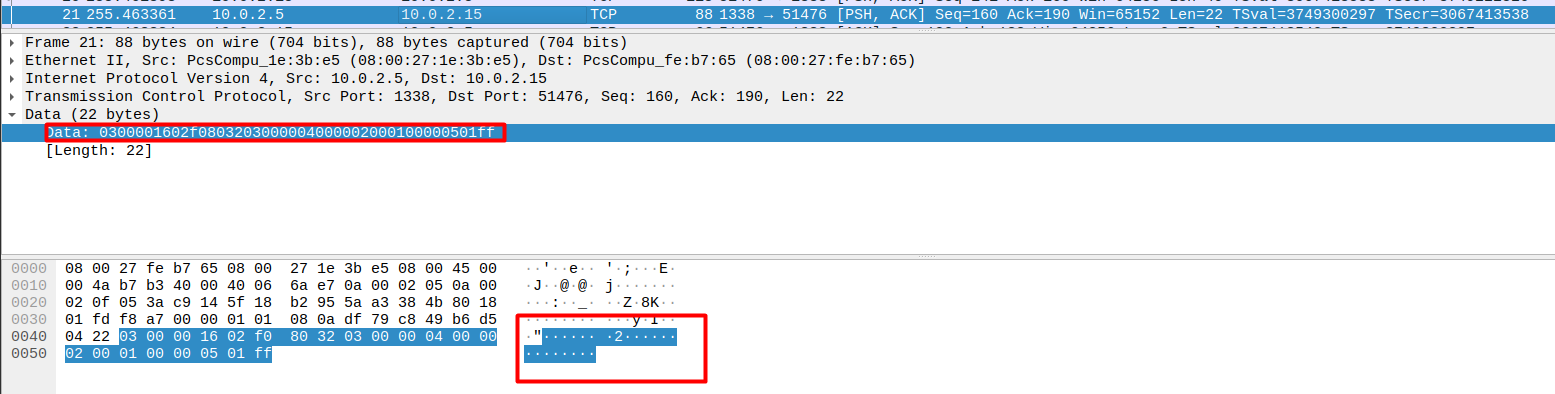 21 255.463361 10.0.2.5 10.0.2.15 TCP 88 1338 → 51476 [PSH, ACK] Seq=160 Ack=190 Win=65152 Len=22 TSval=3749300297 TSecr=3067413538
Frame 21: 88 bytes on wire (704 bits), 88 bytes captured (704 bits)
Ethernet II, Src: PcsCompu_1e:3b:e5 (08:00:27:1e:3b:e5), Dst: PcsCompu_fe:b7:65 (08:00:27:fe:b7:65)
Internet Protocol Version 4, Src: 10.0.2.5, Dst: 10.0.2.15
Transmission Control Protocol, Src Port: 1338, Dst Port: 51476, Seq: 160, Ack: 190, Len: 22
Data (22 bytes)
Data: 0300001602f0803203000004000002000100000501ff
[Length: 22]
0000 08 00 27 fe b7 65 08 00 27 1e 3b e5 08 00 45 00 ··'··e·· '·;···E·
0010 00 4a b7 b3 40 00 40 06 6a e7 0a 00 02 05 0a 00 ·J··@·@· j·······
0020 02 0f 05 3a c9 14 5f 18 b2 95 5a a3 38 4b 80 18 ···:··_· ··Z·8K··
0030 01 fd f8 a7 00 00 01 01 08 0a df 79 c8 49 b6 d5 ········ ···y·I··
0040 04 22 03 00 00 16 02 f0 80 32 03 00 00 04 00 00 ·"······ ·2······
0050 02 00 01 00 00 05 01 ff ········